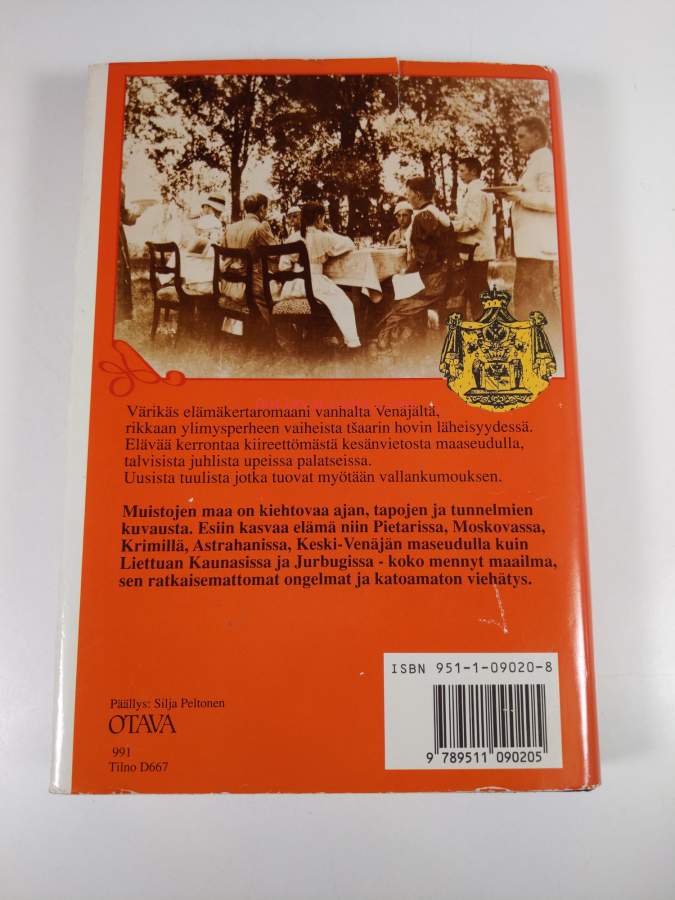 Värikäs elämäkertaromaani vanhalta Venäjältä,
rikkaan ylimysperheen vaiheista tšaarin hovin läheisyydessä.
Elävää kerrontaa kiireettömästä kesänvietosta maaseudulla,
talvisista juhlista upeissa palatseissa.
Uusista tuulista jotka tuovat myötään vallankumouksen.
Muistojen maa on kiehtovaa ajan, tapojen ja tunnelmien
kuvausta. Esiin kasvaa elämä niin Pietarissa, Moskovassa,
Krimillä, Astrahanissa, Keski-Venäjän maseudulla kuin
Liettuan Kaunasissa ja Jurbugissa - koko mennyt maailma,
sen ratkaisemattomat ongelmat ja katoamaton viehätys.
ISBN 951-1-09020-8
9 789511 090205
Päällys: Silja Peltonen
OTAVA
991
Tilno D667